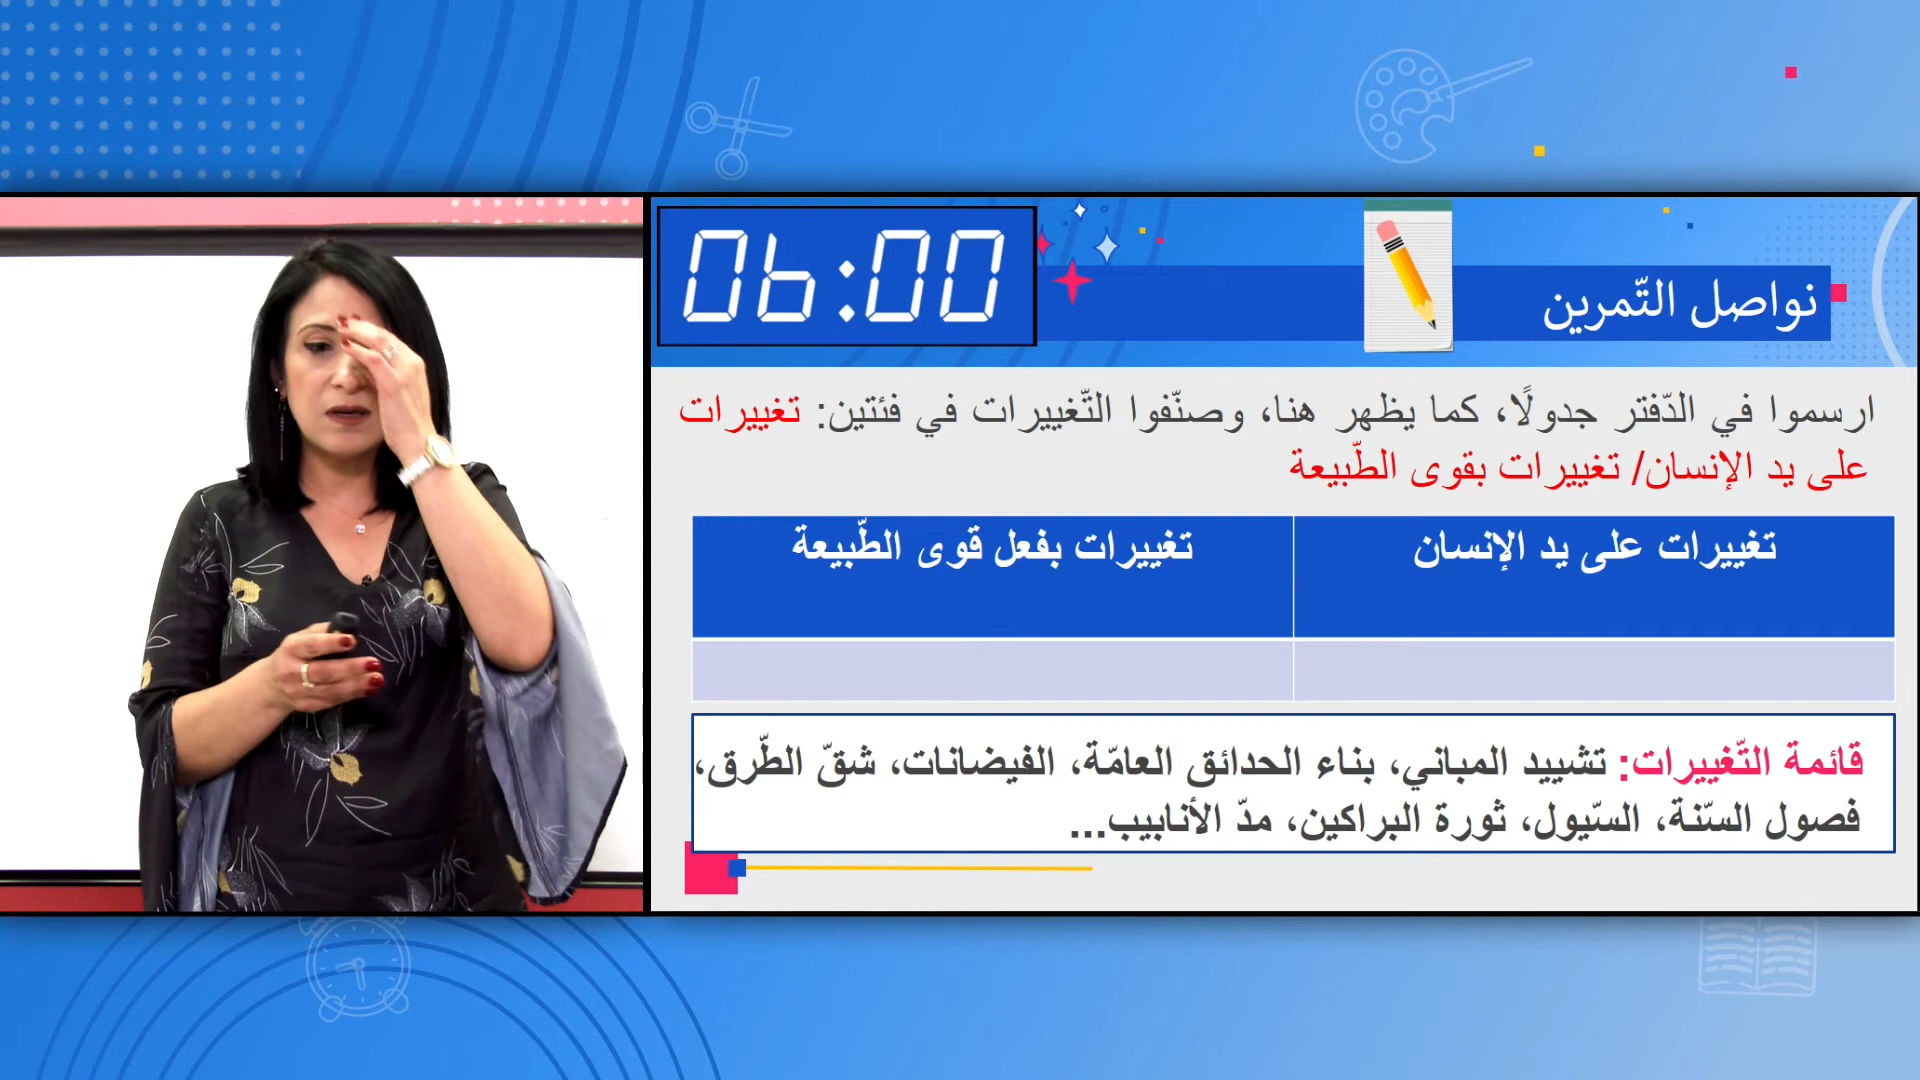 06:00
نواصل التّمرين
ارسموا في الدّفتر جدولًا، كما يظهر هنا، وصنّفوا التّغييرات في فئتين: تغييرات
على يد الإنسان/ تغييرات بقوى الطّبيعة
تغييرات على يد الإنسان
تغييرات بفعل قوى الطّبيعة
قائمة التّغييرات: تشييد المباني، بناء الحدائق العامّة، الفيضانات، شقّ الطّرق،
فصول السّنة، السّيول، ثورة البراكين، مدّ الأنابيب...